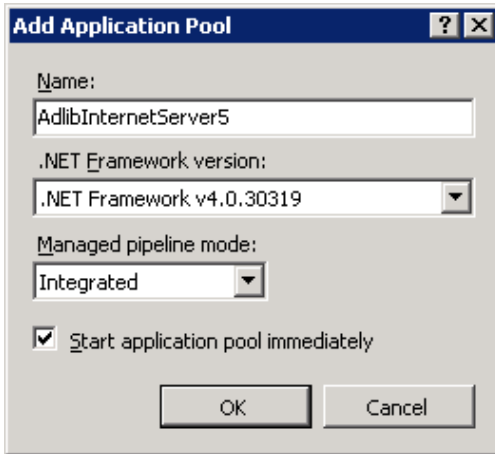 Add Application Pool
Name:
AdlibInternetServer5
.NET Framework version:
.NET Framework v4.0.30319
Managed pipeline mode:
Integrated
Start application pool immediately
OK Cancel